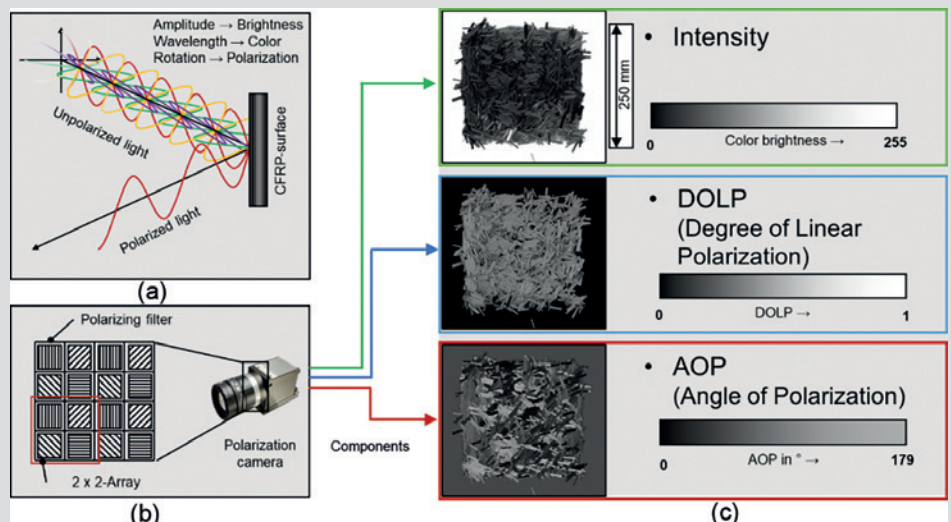 Amplitude → Brightness
Wavelength → Color
Rotation → Polarization
Unpolarized light
CFRP-surface
Polarized light
(a)
Polarizing filter
2 x 2-Array
Polarization
camera
(b)
Components
250 mm
• Intensity
0 Color brightness → 255
• DOLP
(Degree of Linear
Polarization)
0 DOLP → 1
• AOP
(Angle of Polarization)
0 AOP in ° → 179
(c)